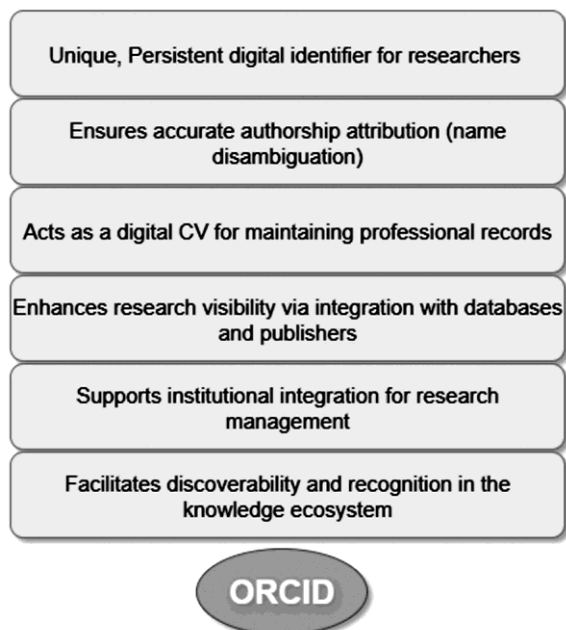 Unique, Persistent digital identifier for researchers
Ensures accurate authorship attribution (name
disambiguation)
Acts as a digital CV for maintaining professional records
Enhances research visibility via integration with databases
and publishers
Supports institutional integration for research
management
Facilitates discoverability and recognition in the
knowledge ecosystem
ORCID